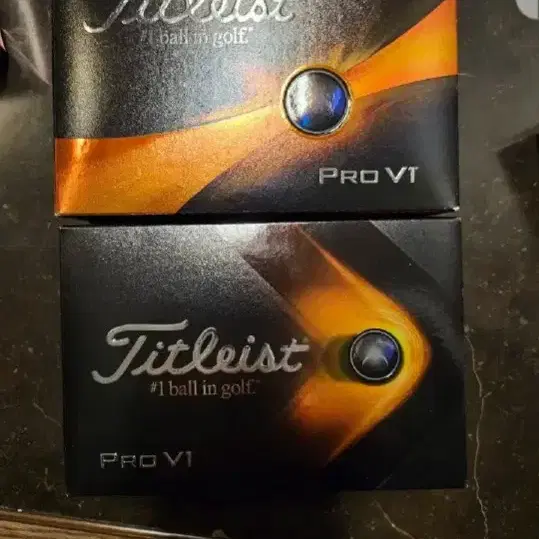 Titleist
#1 ball in golf.®
PRO V1
Titleist®
#1 ball in golf.®
PRO V1